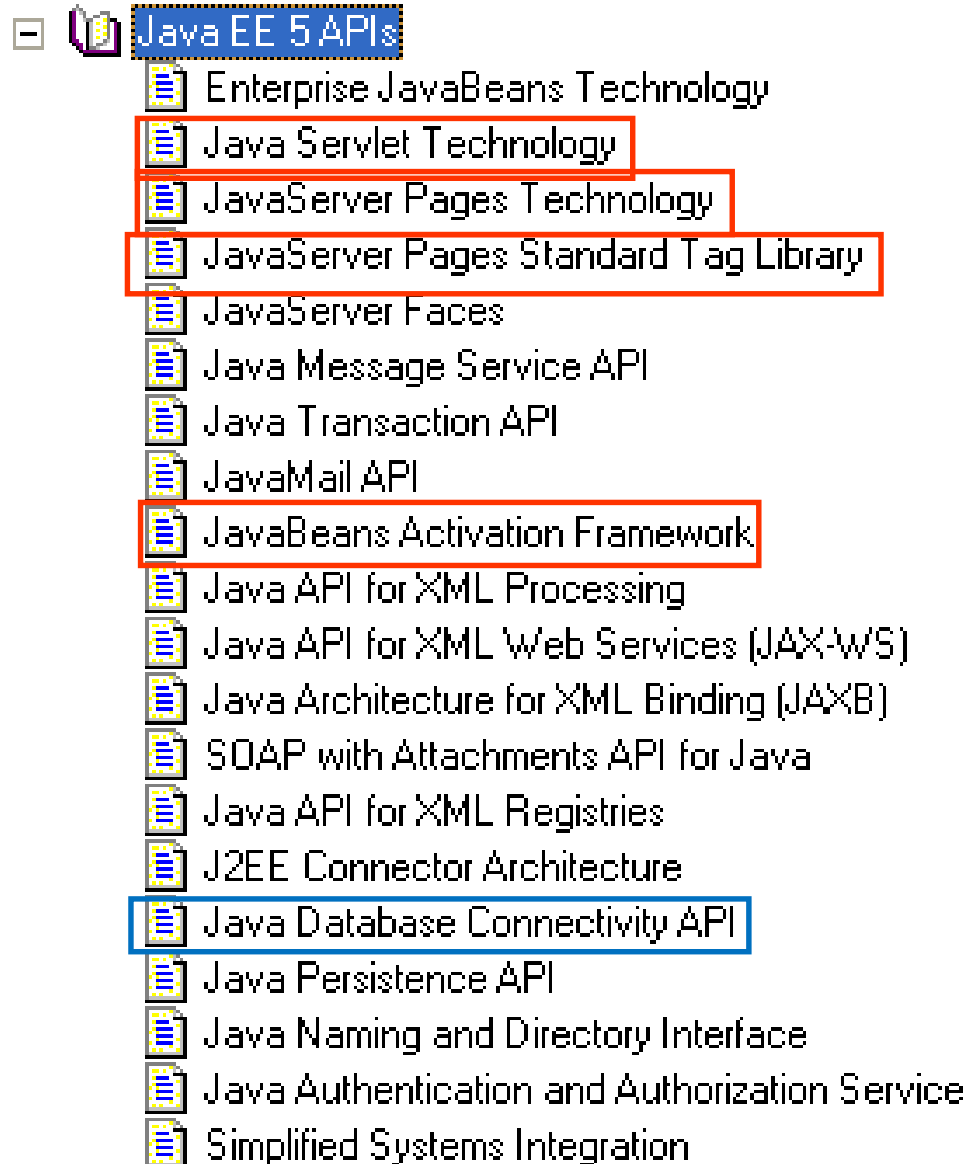 Java EE 5 APIs
Enterprise JavaBeans Technology
Java Servlet Technology
JavaServer Pages Technology
JavaServer Pages Standard Tag Library
JavaServer Faces
Java Message Service API
Java Transaction API
JavaMail API
JavaBeans Activation Framework
Java API for XML Processing
Java API for XML Web Services (JAX-WS)
Java Architecture for XML Binding (JAXB)
SOAP with Attachments API for Java
Java API for XML Registries
J2EE Connector Architecture
Java Database Connectivity API
Java Persistence API
Java Naming and Directory Interface
Java Authentication and Authorization Service
Simplified Systems Integration